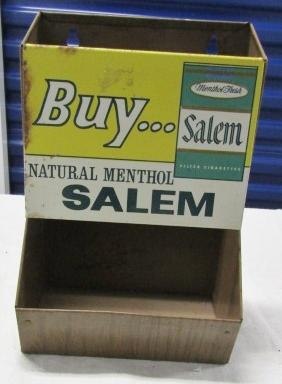 Buy...
Menthol Fresh
Salem
FILTER CIGARETTES
NATURAL MENTHOL
SALEM